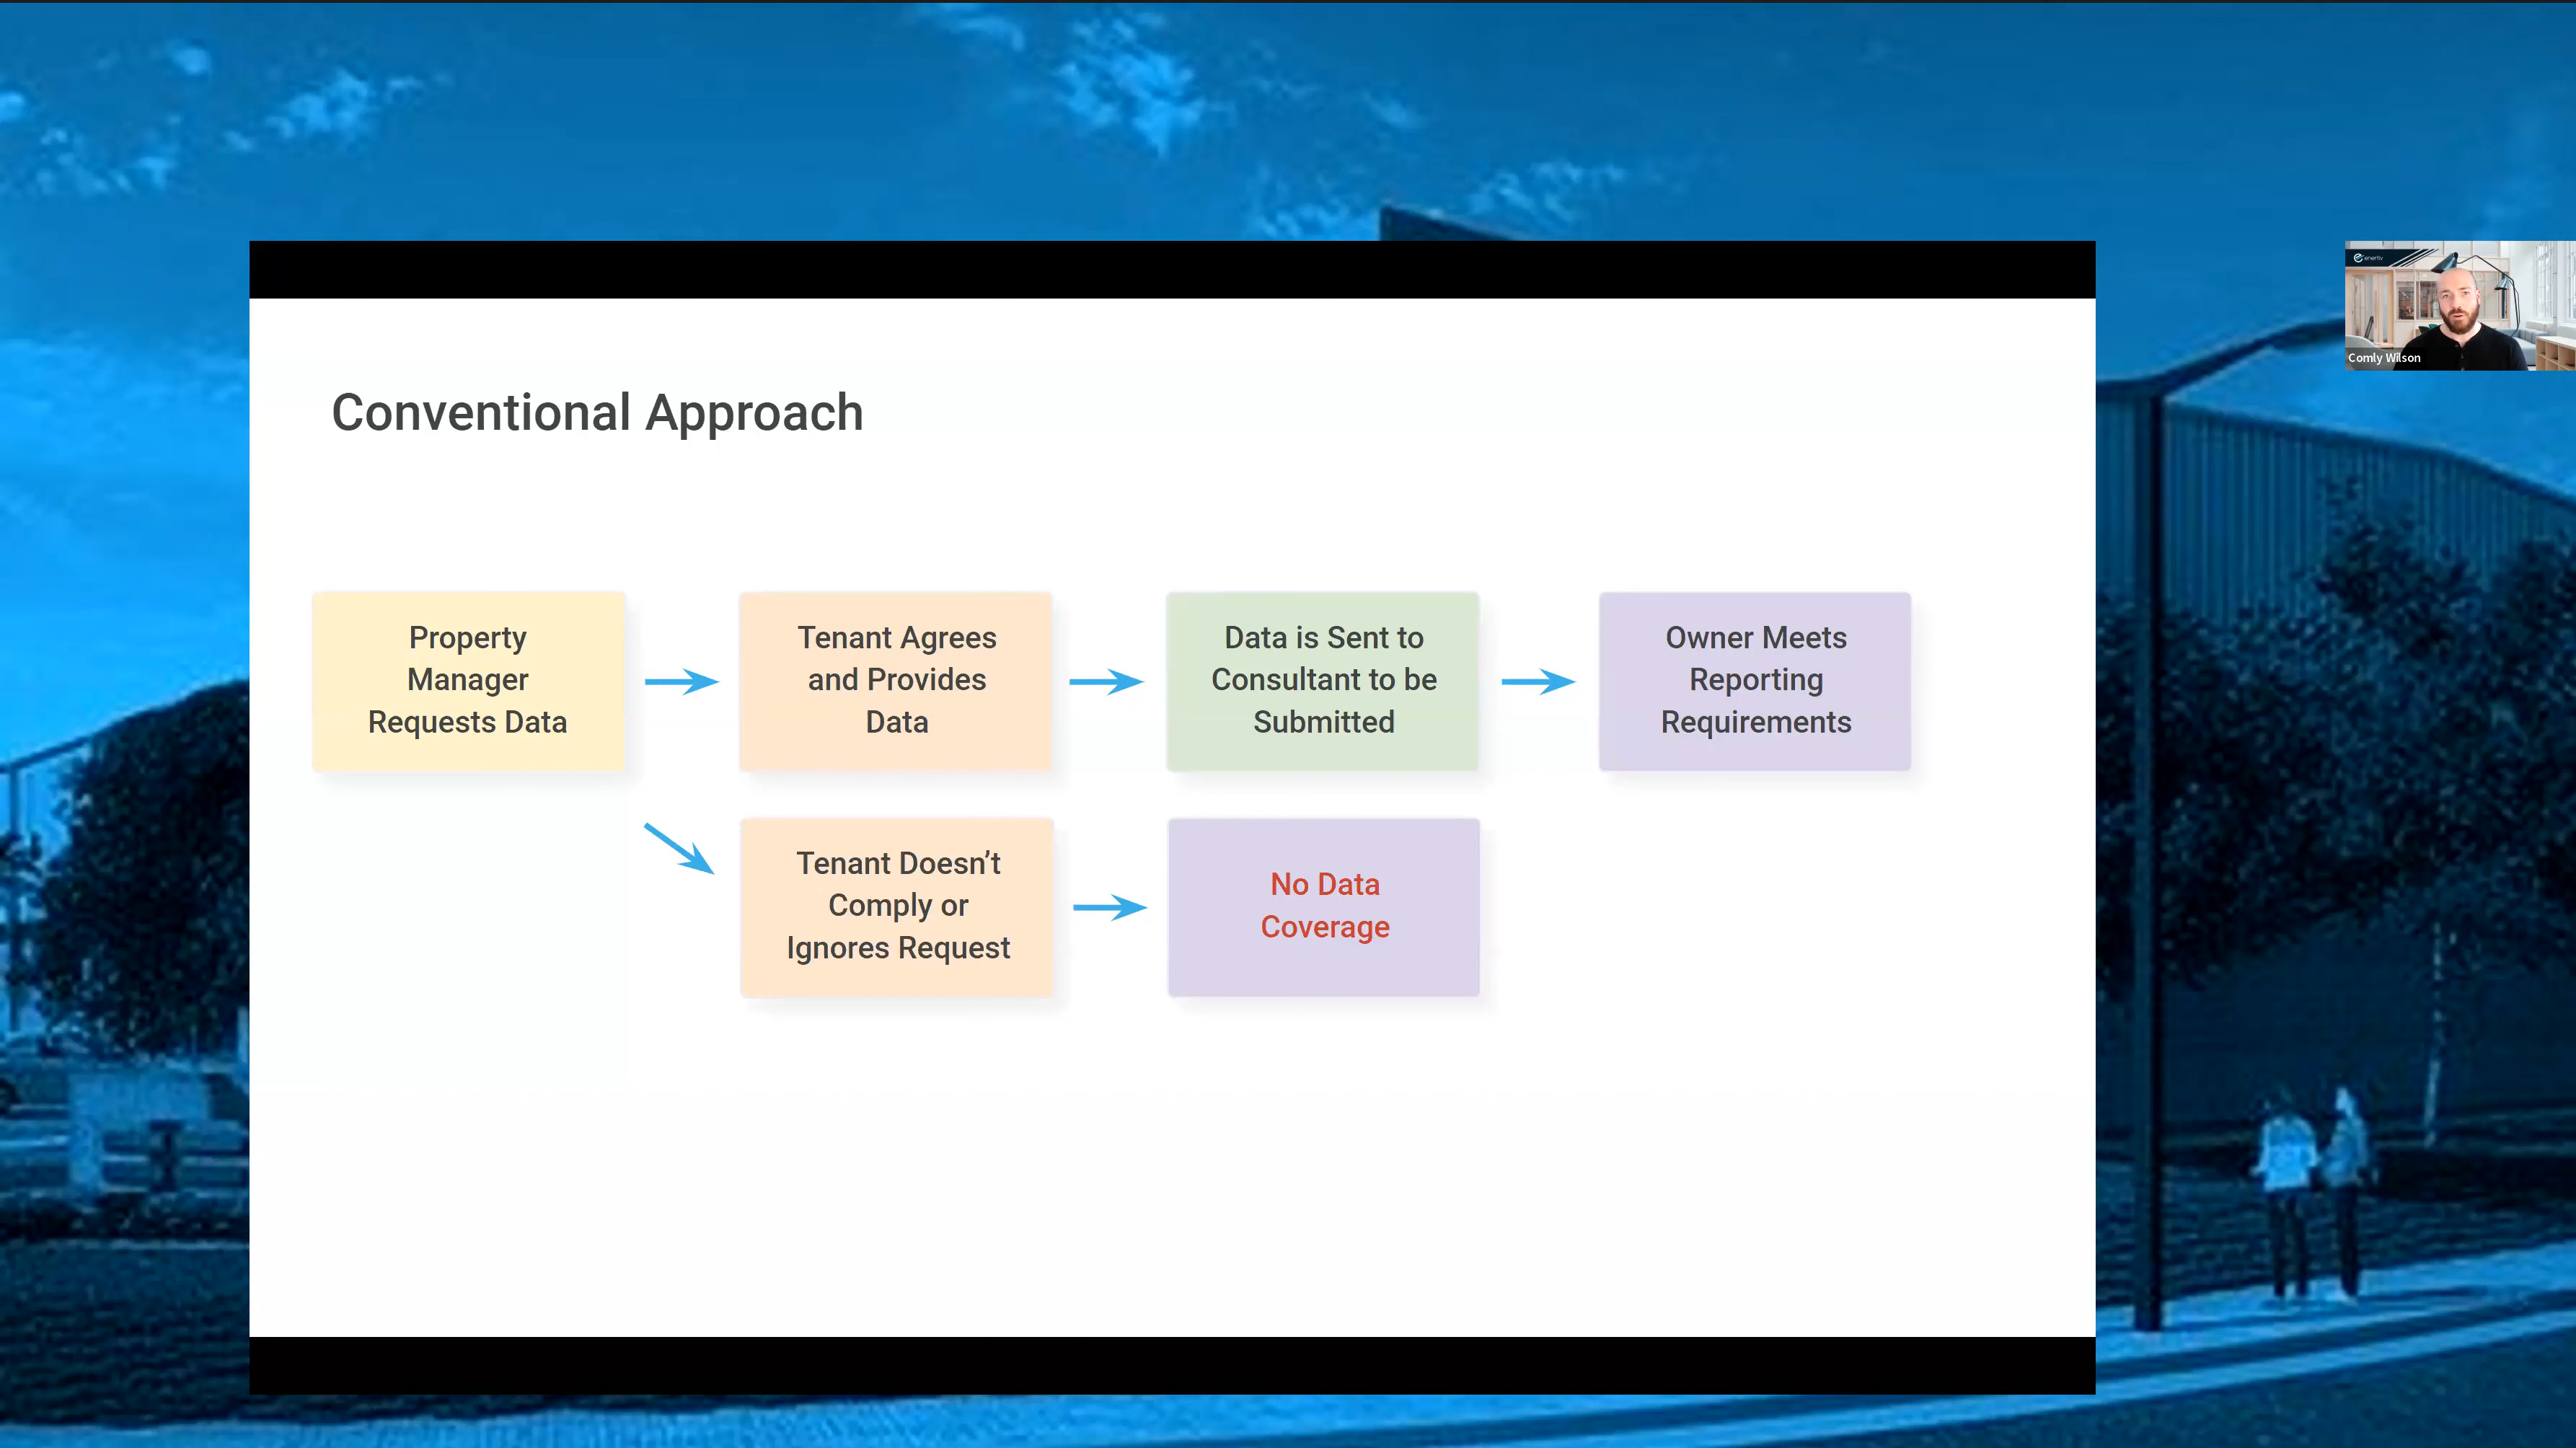 enertiv
Comly Wilson
Conventional Approach
Property
Manager
Requests Data
Tenant Agrees
and Provides
Data
Data is Sent to
Consultant to be
Submitted
Owner Meets
Reporting
Requirements
Tenant Doesn’t
Comply or
Ignores Request
No Data
Coverage